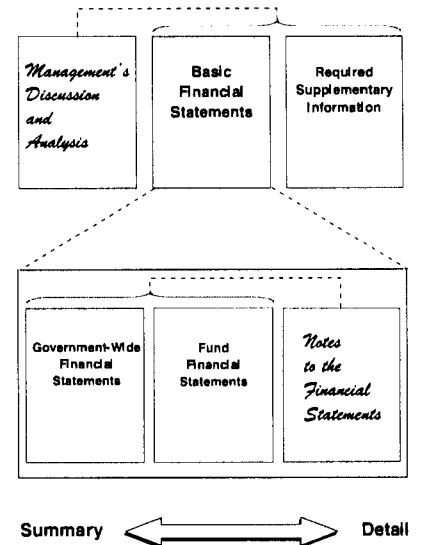 Management's
Discussion
and
Analysis
Basic
Financial
Statements
Required
Supplementary
Information
Government-Wide
Financial
Statements
Fund
Financial
Statements
Notes
to the
Financial
Statements
Summary
Detail